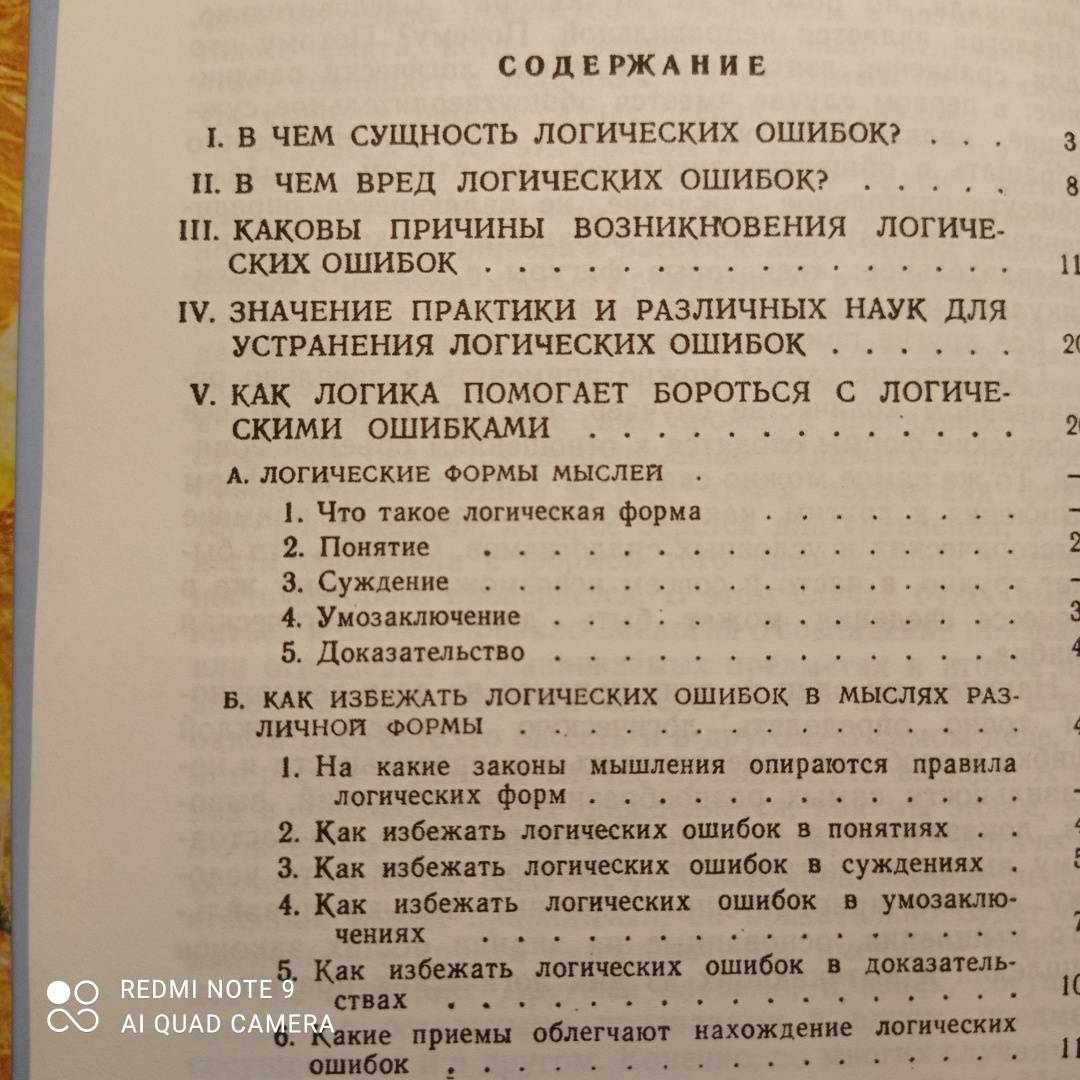 СОДЕРЖАНИЕ
I. В ЧЕМ СУЩНОСТЬ ЛОГИЧЕСКИХ ОШИБОК? . . . 3
II. В ЧЕМ ВРЕД ЛОГИЧЕСКИХ ОШИБОК? . . . . . 8
III. КАКОВЫ ПРИЧИНЫ ВОЗНИКНОВЕНИЯ ЛОГИЧЕ-
СКИХ ОШИБОК . . . . . . . . . . . . . . . . 11
IV. ЗНАЧЕНИЕ ПРАКТИКИ И РАЗЛИЧНЫХ НАУК ДЛЯ
УСТРАНЕНИЯ ЛОГИЧЕСКИХ ОШИБОК . . . . . .
V. КАК ЛОГИКА ПОМОГАЕТ БОРОТЬСЯ С ЛОГИЧЕ-
СКИМИ ОШИБКАМИ . . . . . . . . . . . . .
А. ЛОГИЧЕСКИЕ ФОРМЫ МЫСЛЕЙ . —
1. Что такое логическая форма . . . . . . . —
2. Понятие . . . . . . . . . . . . . .
3. Суждение . . . . . . . . . . . . . . —
4. Умозаключение . . . . . . . . . . . .
5. Доказательство . . . . . . . . . . . .
Б. КАК ИЗБЕЖАТЬ ЛОГИЧЕСКИХ ОШИБОК В МЫСЛЯХ РАЗ-
ЛИЧНОЙ ФОРМЫ . . . . . . . . . . . . .
1. На какие законы мышления опираются правила
логических форм . . . . . . . . . . . . —
2. Как избежать логических ошибок в понятиях . .
3. Как избежать логических ошибок в суждениях .
4. Как избежать логических ошибок в умозаклю-
чениях . . . . . . . . . . . . . . .
5. Как избежать логических ошибок в доказатель-
ствах . . . . . . . . . . . . . . . .
6. Какие приемы облегчают нахождение логических
ошибок . . . . . . . . . . . . . . . .
REDMI NOTE 9
AI QUAD CAMERA